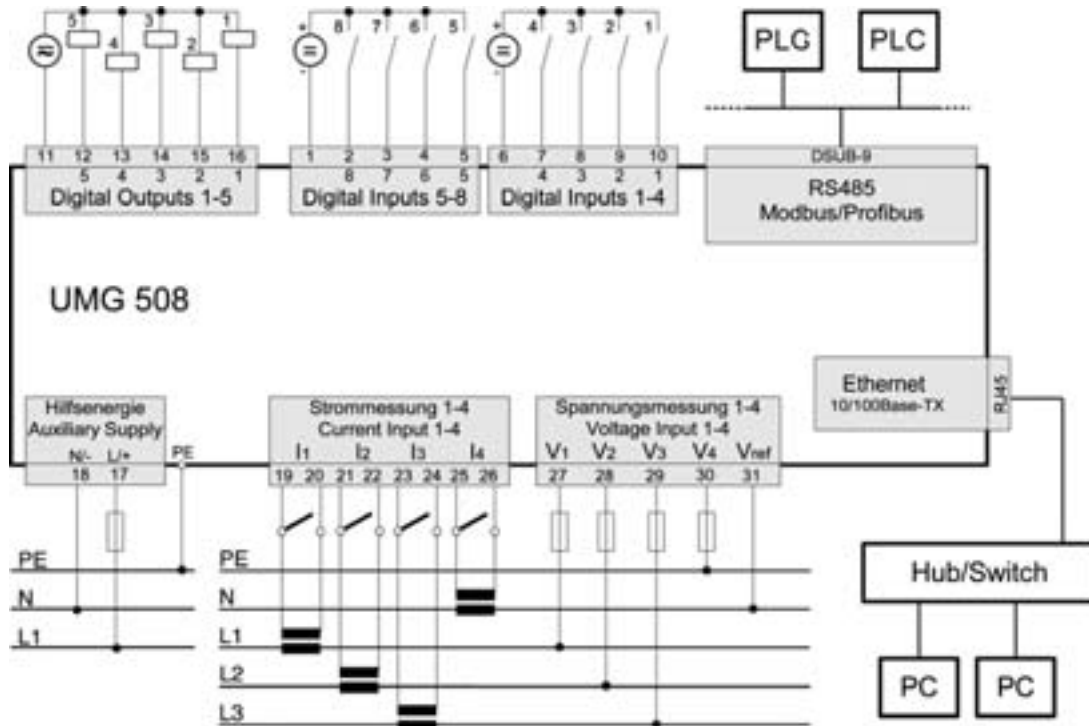 5 3 1
4 2
+ 8 7 6 5
-
+ 4 3 2 1
-
PLG PLC
11 12 13 14 15 16
5 4 3 2 1
Digital Outputs 1-5
1 2 3 4 5
8 7 6 5
Digital Inputs 5-8
6 7 8 9 10
4 3 2 1
Digital Inputs 1-4
DSUB-9
RS485
Modbus/Profibus
UMG 508
Ethernet
10/100Base-TX
RJ45
Hilfsenergie
Auxiliary Supply
N/- L/+ PE
18 17
Strommessung 1-4
Current Input 1-4
I1 I2 I3 I4
19 20 21 22 23 24 25 26
Spannungsmessung 1-4
Voltage Input 1-4
V1 V2 V3 V4 Vref
27 28 29 30 31
PE
N
L1
PE
N
L1
L2
L3
Hub/Switch
PC PC